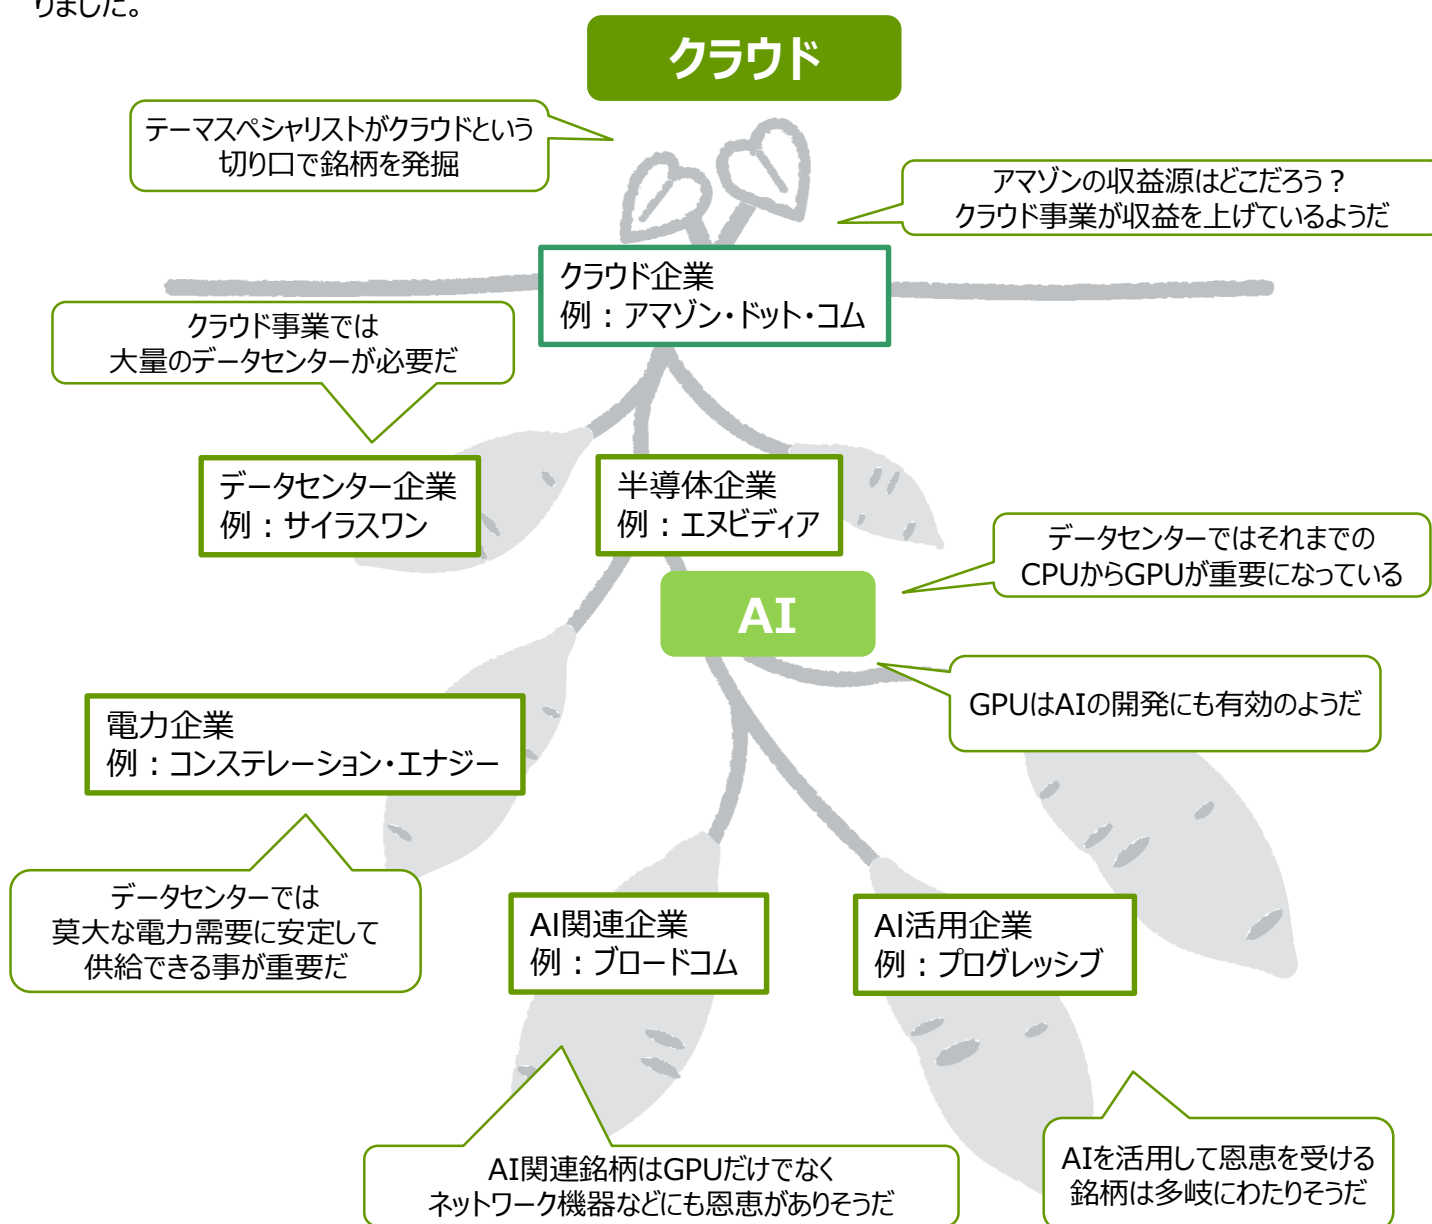 りました。
クラウド
テーマスペシャリストがクラウドという
切り口で銘柄を発掘
アマゾンの収益源はどこだろう？
クラウド事業が収益を上げているようだ
クラウド企業
例：アマゾン・ドット・コム
クラウド事業では
大量のデータセンターが必要だ
データセンター企業
例：サイラスワン
半導体企業
例：エヌビディア
データセンターではそれまでの
CPUからGPUが重要になっている
AI
GPUはAIの開発にも有効のようだ
電力企業
例：コンステレーション・エナジー
データセンターでは
莫大な電力需要に安定して
供給できる事が重要だ
AI関連企業
例：ブロードコム
AI活用企業
例：プログレッシブ
AI関連銘柄はGPUだけでなく
ネットワーク機器などにも恩恵がありそうだ
AIを活用して恩恵を受ける
銘柄は多岐にわたりそうだ